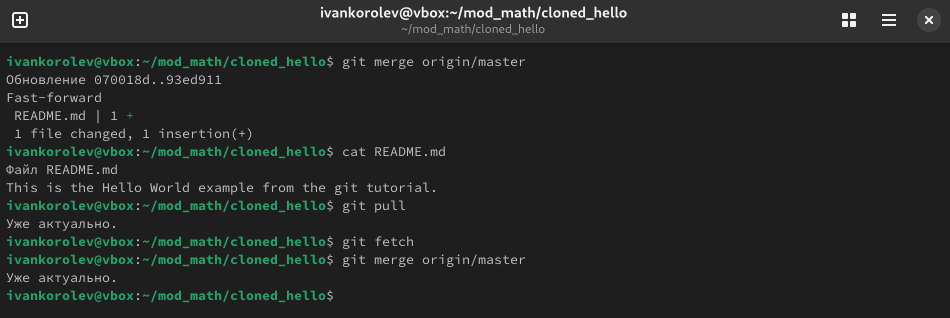 ivankorolev@vbox:~/mod_math/cloned_hello
~/mod_math/cloned_hello
ivankorolev@vbox:~/mod_math/cloned_hello$ git merge origin/master
Обновление 070018d..93ed911
Fast-forward
 README.md | 1 +
 1 file changed, 1 insertion(+)
ivankorolev@vbox:~/mod_math/cloned_hello$ cat README.md
Файл README.md
This is the Hello World example from the git tutorial.
ivankorolev@vbox:~/mod_math/cloned_hello$ git pull
Уже актуально.
ivankorolev@vbox:~/mod_math/cloned_hello$ git fetch
ivankorolev@vbox:~/mod_math/cloned_hello$ git merge origin/master
Уже актуально.
ivankorolev@vbox:~/mod_math/cloned_hello$